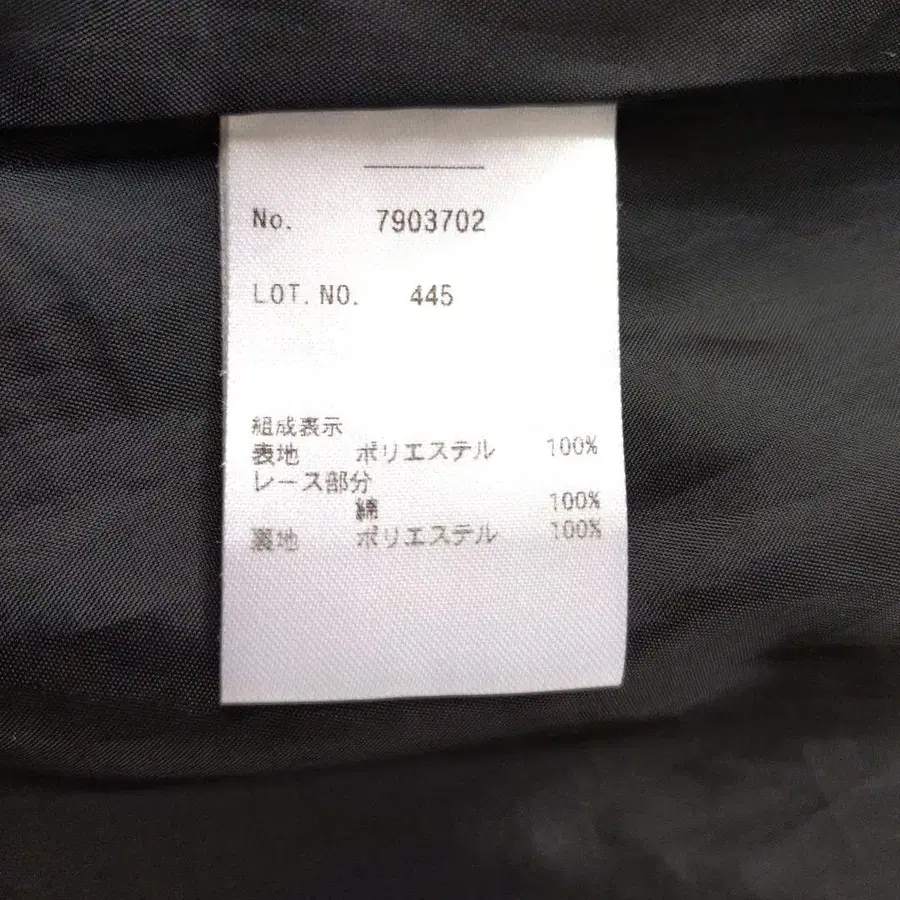 No. 7903702
LOT. NO. 445
組成表示
表地 ポリエステル 100%
レース部分
綿 100%
裏地 ポリエステル 100%